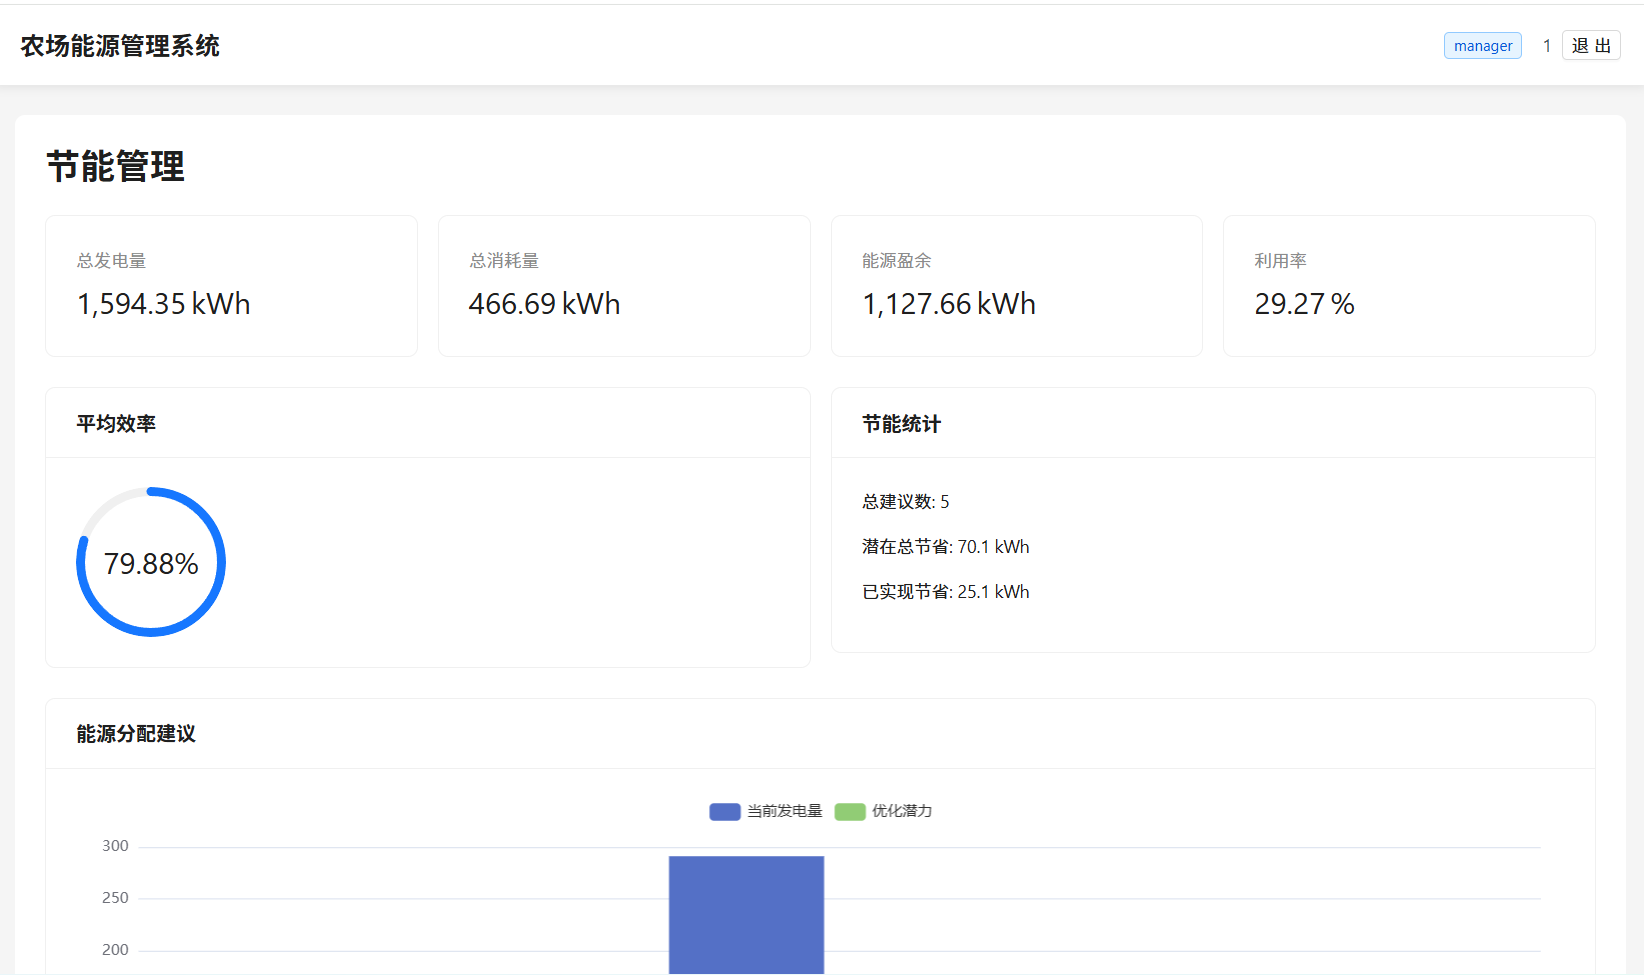 农场能源管理系统
manager 1 退 出
节能管理
总发电量
1,594.35 kWh
总消耗量
466.69 kWh
能源盈余
1,127.66 kWh
利用率
29.27 %
平均效率
79.88%
节能统计
总建议数: 5
潜在总节省: 70.1 kWh
已实现节省: 25.1 kWh
能源分配建议
当前发电量 优化潜力
300
250
200